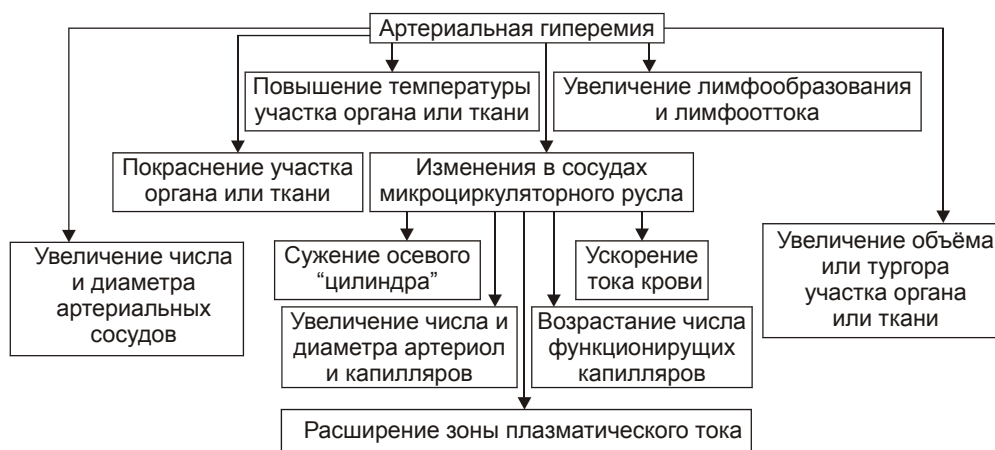 Артериальная гиперемия
Повышение температуры
участка органа или ткани
Увеличение лимфообразования
и лимфооттока
Покраснение участка
органа или ткани
Изменения в сосудах
микроциркуляторного русла
Увеличение числа
и диаметра
артериальных
сосудов
Сужение осевого
“цилиндра”
Ускорение
тока крови
Увеличение объёма
или тургора
участка органа
или ткани
Увеличение числа и
диаметра артериол
и капилляров
Возрастание числа
функционирущих
капилляров
Расширение зоны плазматического тока